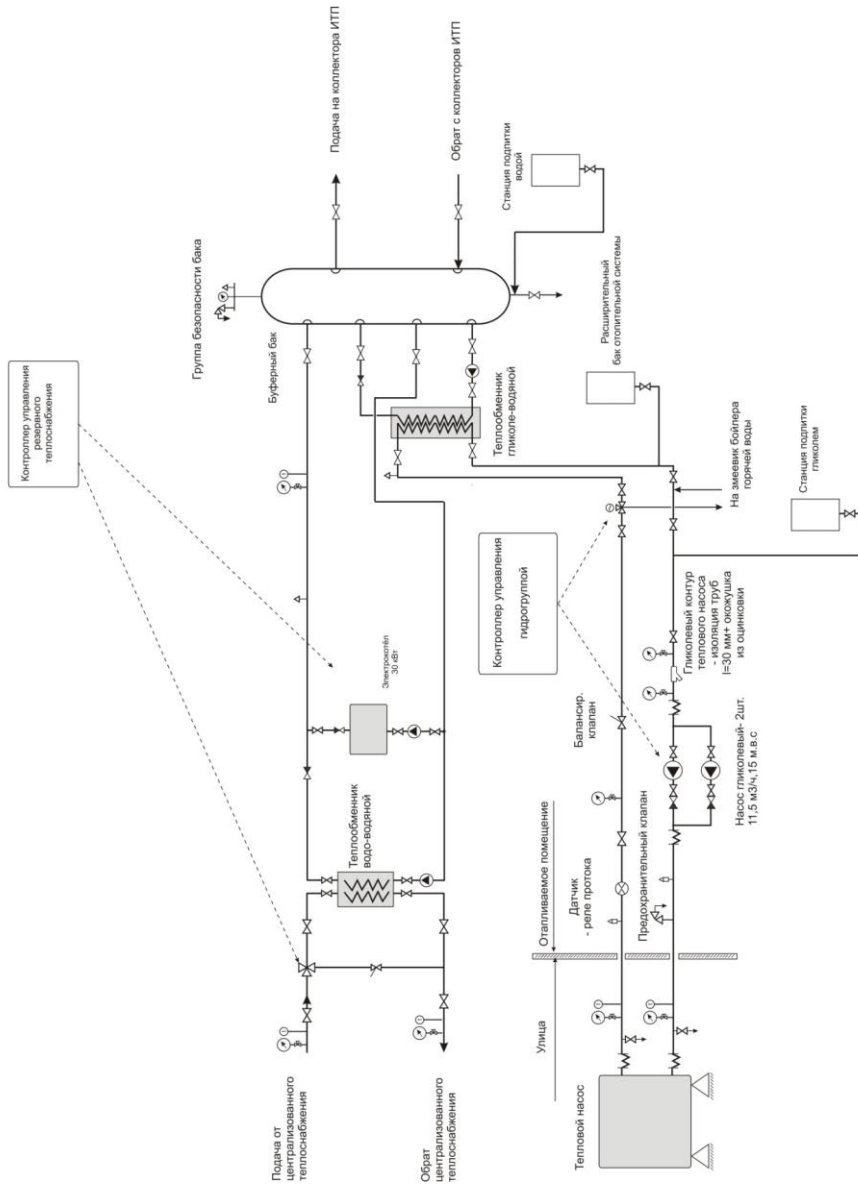 Контроллер управления
резервного
теплоснабжения
Группа безопасности бака
Подача на коллектора ИТП
Обрат с коллекторов ИТП
Станция подпитки
водой
Буферный бак
Расширительный
бак отопительной системы
Теплообменник
гликоле-водяной
На змеевик бойлера
горячей воды
Станция подпитки
гликолем
Контроллер управления
гидрогруппой
Гликолевый контур
теплового насоса
- изоляция труб
l=30 мм+ окожушка
из оцинковки
Электрокотёл
30 кВт
Балансир.
клапан
Насос гликолевый- 2шт.
11,5 м3/ч,15 м.в.с
Теплообменник
водо-водяной
Датчик
- реле протока
Предохранительный клапан
Отапливаемое помещение
Улица
Подача от
централизованного
теплоснабжения
Обрат
централизованного
теплоснабжения
Тепловой насос